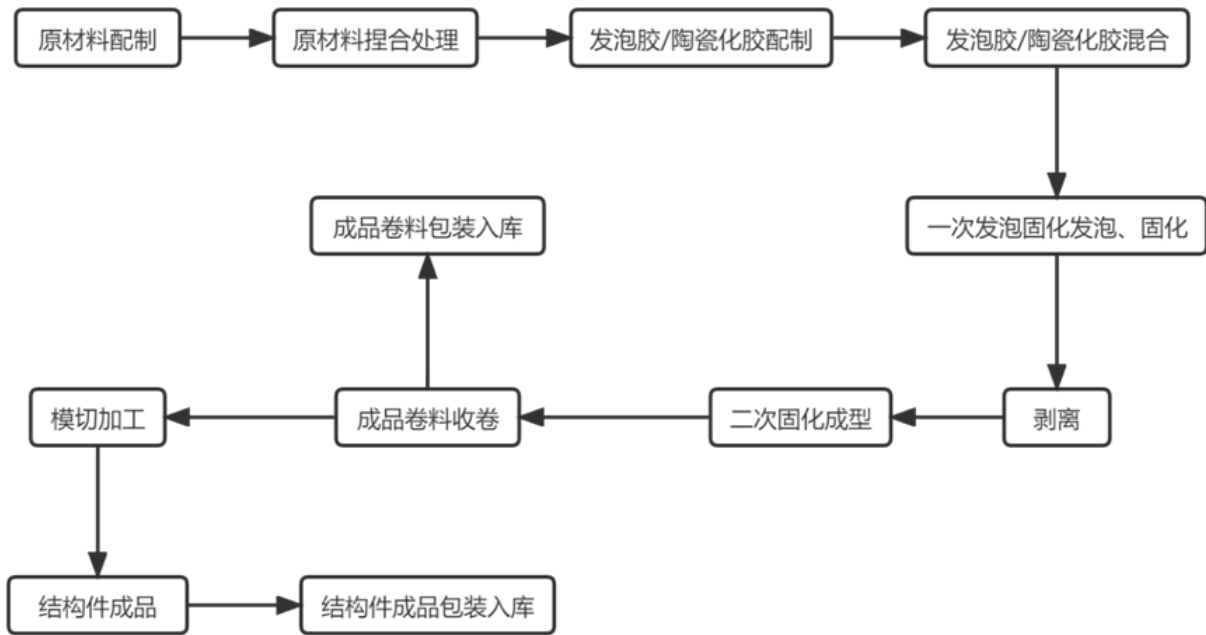 原材料配制
原材料捏合处理
发泡胶/陶瓷化胶配制
发泡胶/陶瓷化胶混合
成品卷料包装入库
一次发泡固化发泡、固化
模切加工
成品卷料收卷
二次固化成型
剥离
结构件成品
结构件成品包装入库